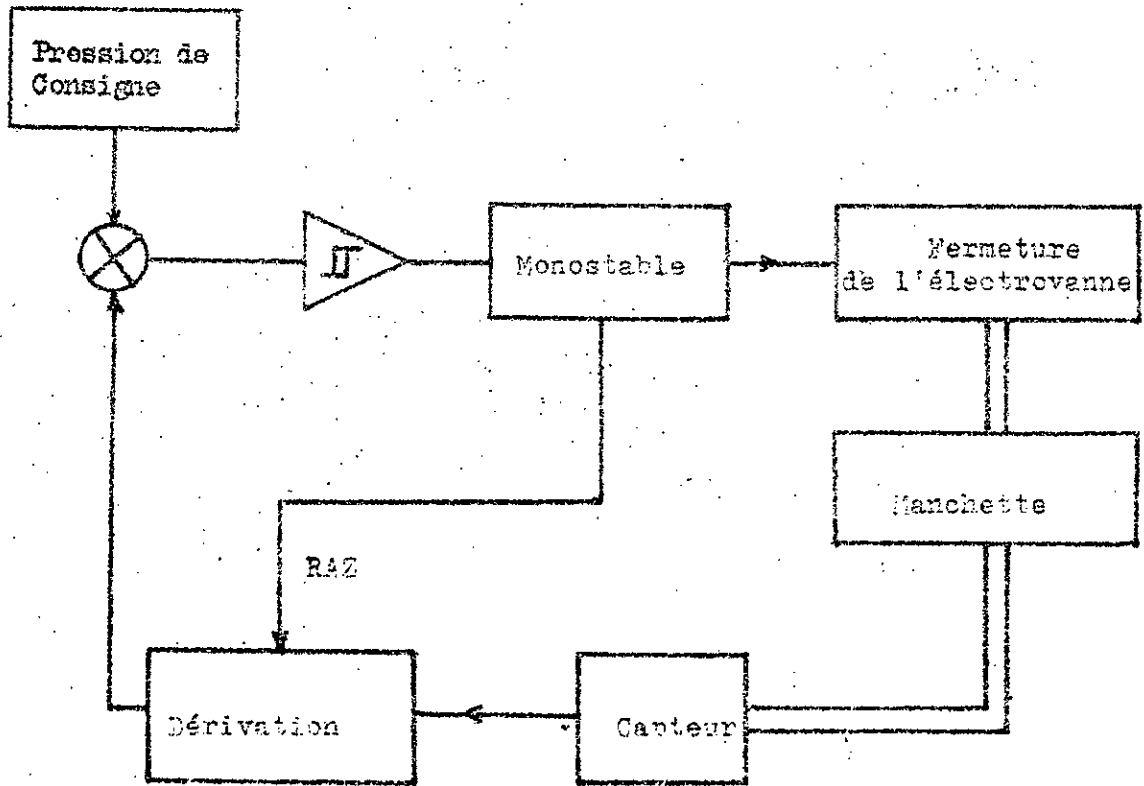 Pression de
Consigne
Monostable
Fermeture
de l'électrovanne
Manchette
RAZ
Dérivation
Capteur